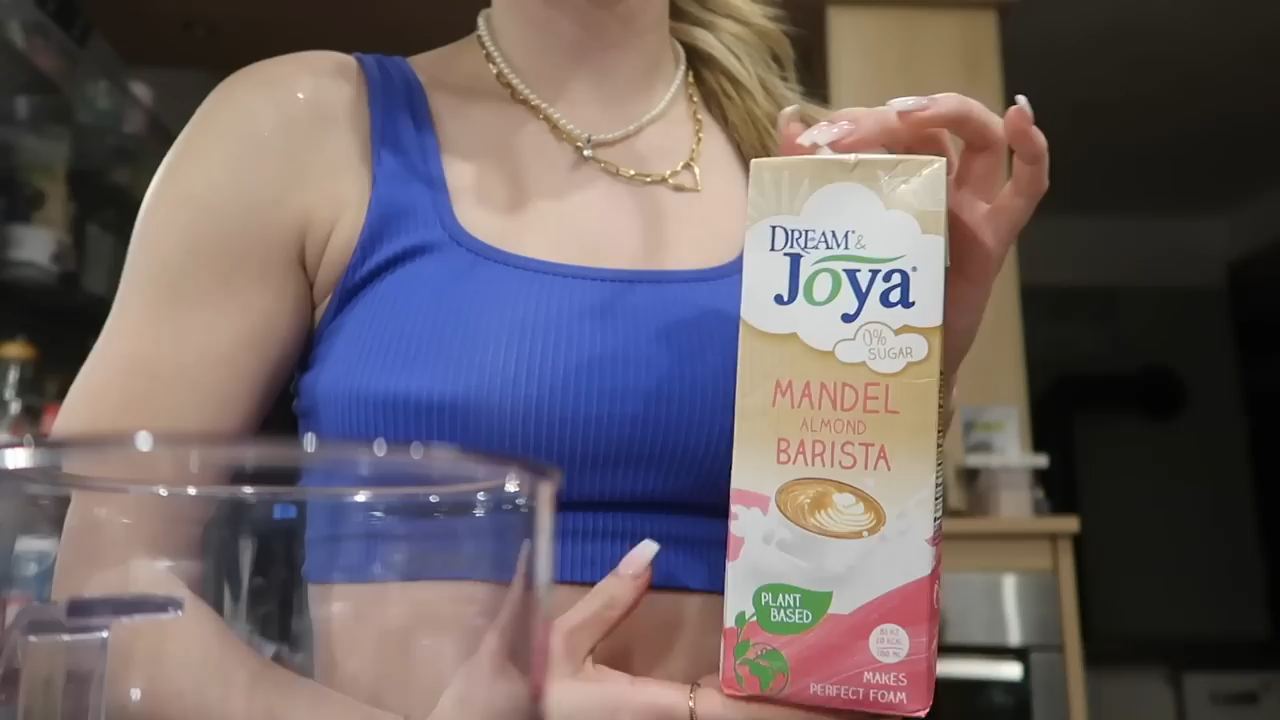 DREAM® &
Joya®
0%
SUGAR
MANDEL
ALMOND
BARISTA
PLANT
BASED
MAKES
PERFECT FOAM